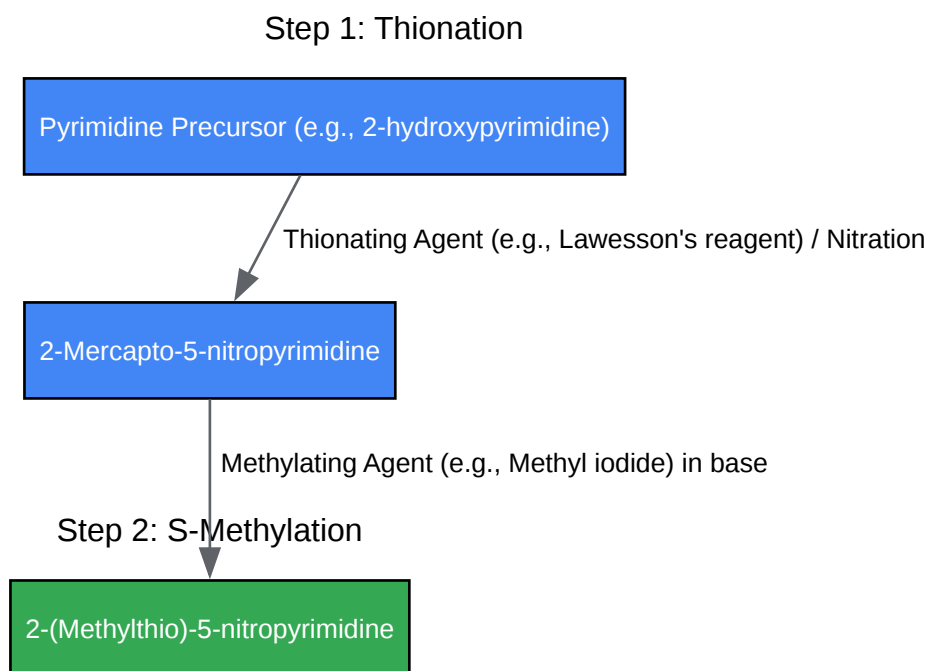 Step 1: Thionation
Pyrimidine Precursor (e.g., 2-hydroxypyrimidine)
Thionating Agent (e.g., Lawesson's reagent) / Nitration
2-Mercapto-5-nitropyrimidine
Methylating Agent (e.g., Methyl iodide) in base
Step 2: S-Methylation
2-(Methylthio)-5-nitropyrimidine